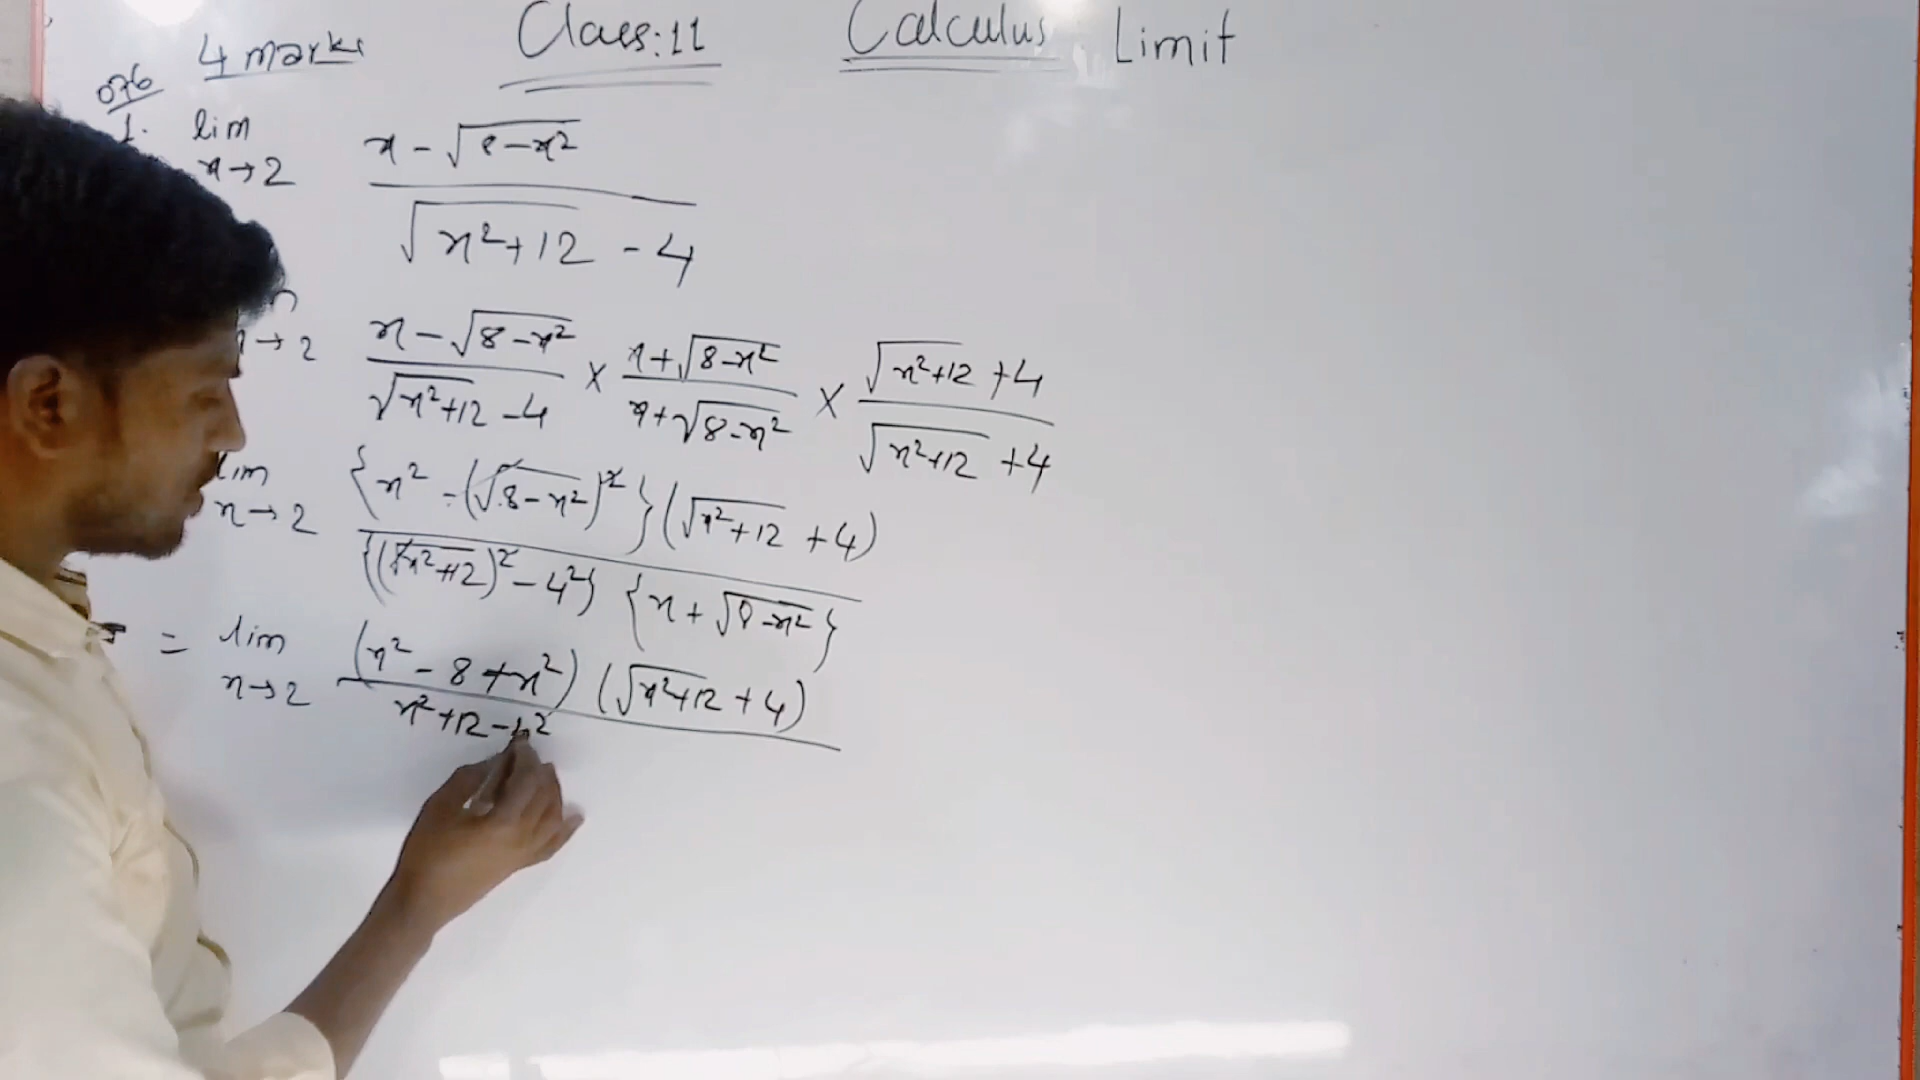 4 marks Class:11 Calculus Limit
076
1. lim x→2 x - √(8-x²) / √(x²+12) - 4
x→2 x - √(8-x²) / √(x²+12) - 4 × x + √(8-x²) / x + √(8-x²) × √(x²+12) + 4 / √(x²+12) + 4
lim x→2 {x² - (√(8-x²))²} (√(x²+12) + 4) / {(√(x²+12))² - 4²} {x + √(8-x²)}
= lim x→2 (x² - 8 + x²) (√(x²+12) + 4) / x² + 12 - 4²